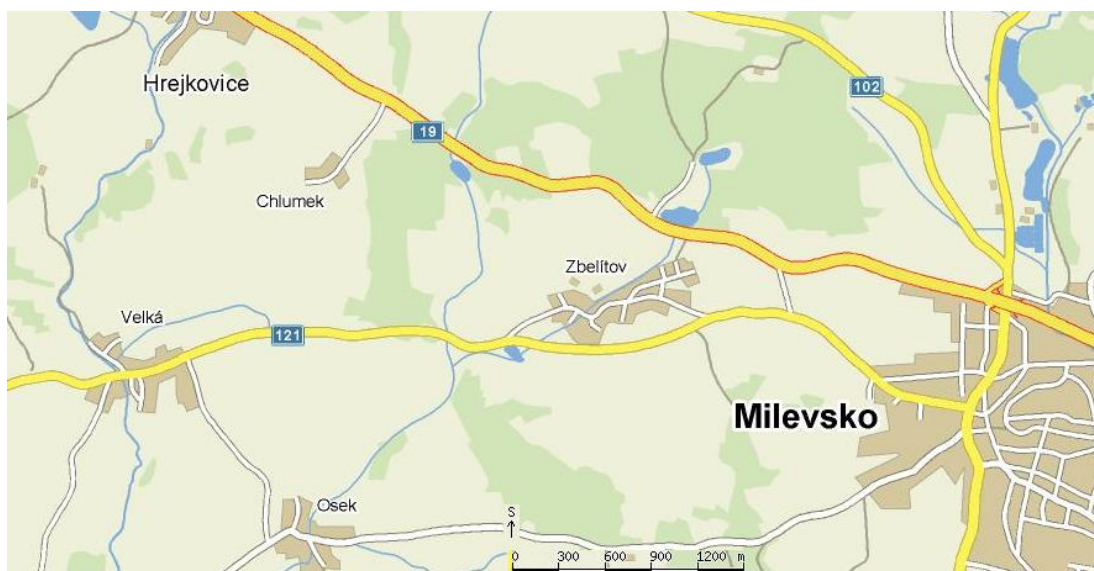 102
Hrejkovice
19
Chlumek
Zbelítov
Velká
121
Milevsko
Osek
S
0 300 600 900 1200 m